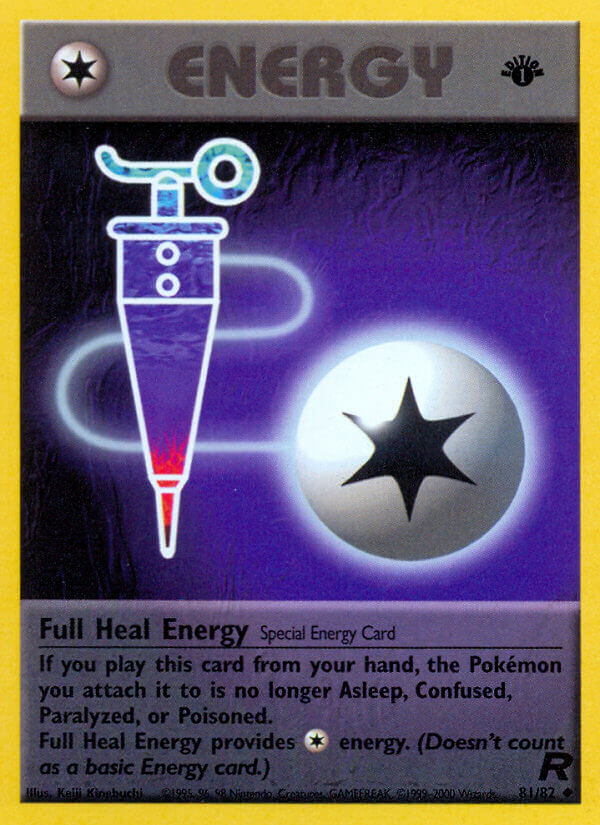 ENERGY
EDITION
1
Full Heal Energy Special Energy Card
If you play this card from your hand, the Pokémon
you attach it to is no longer Asleep, Confused,
Paralyzed, or Poisoned.
Full Heal Energy provides energy. (Doesn't count
as a basic Energy card.)
R
Illus. Keiji Kinebuchi ©1995, 96, 98 Nintendo, Creatures, GAMEFREAK. ©1999-2000 Wizards. 81/82